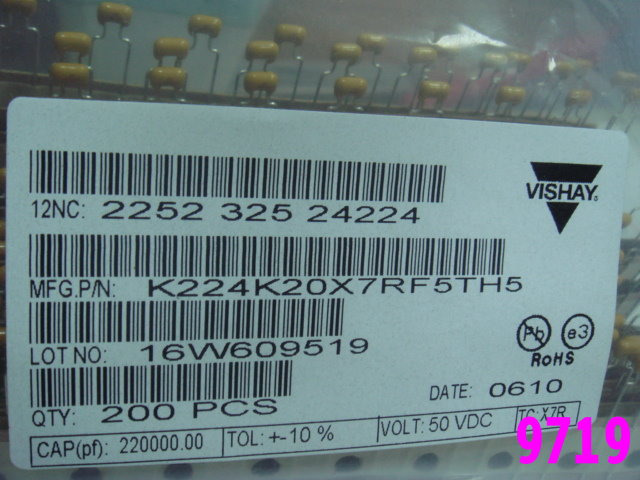 VISHAY
12NC: 2252 325 24224
MFG.P/N: K224K20X7RF5TH5
LOT NO: 16W609519
Pb e3
RoHS
QTY: 200 PCS DATE: 0610
CAP(pf): 220000.00 TOL: +-10 % VOLT: 50 VDC TC: X7R
9719